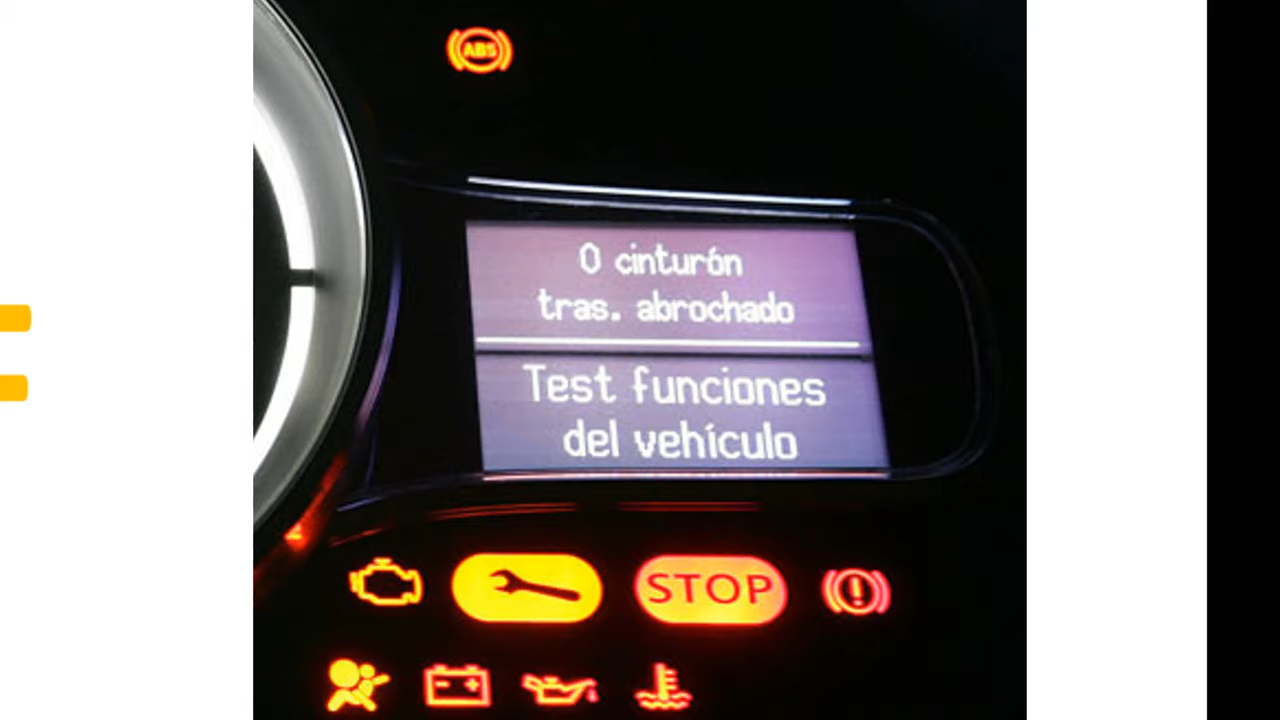 ABS
0 cinturón
tras. abrochado
Test funciones
del vehículo
STOP